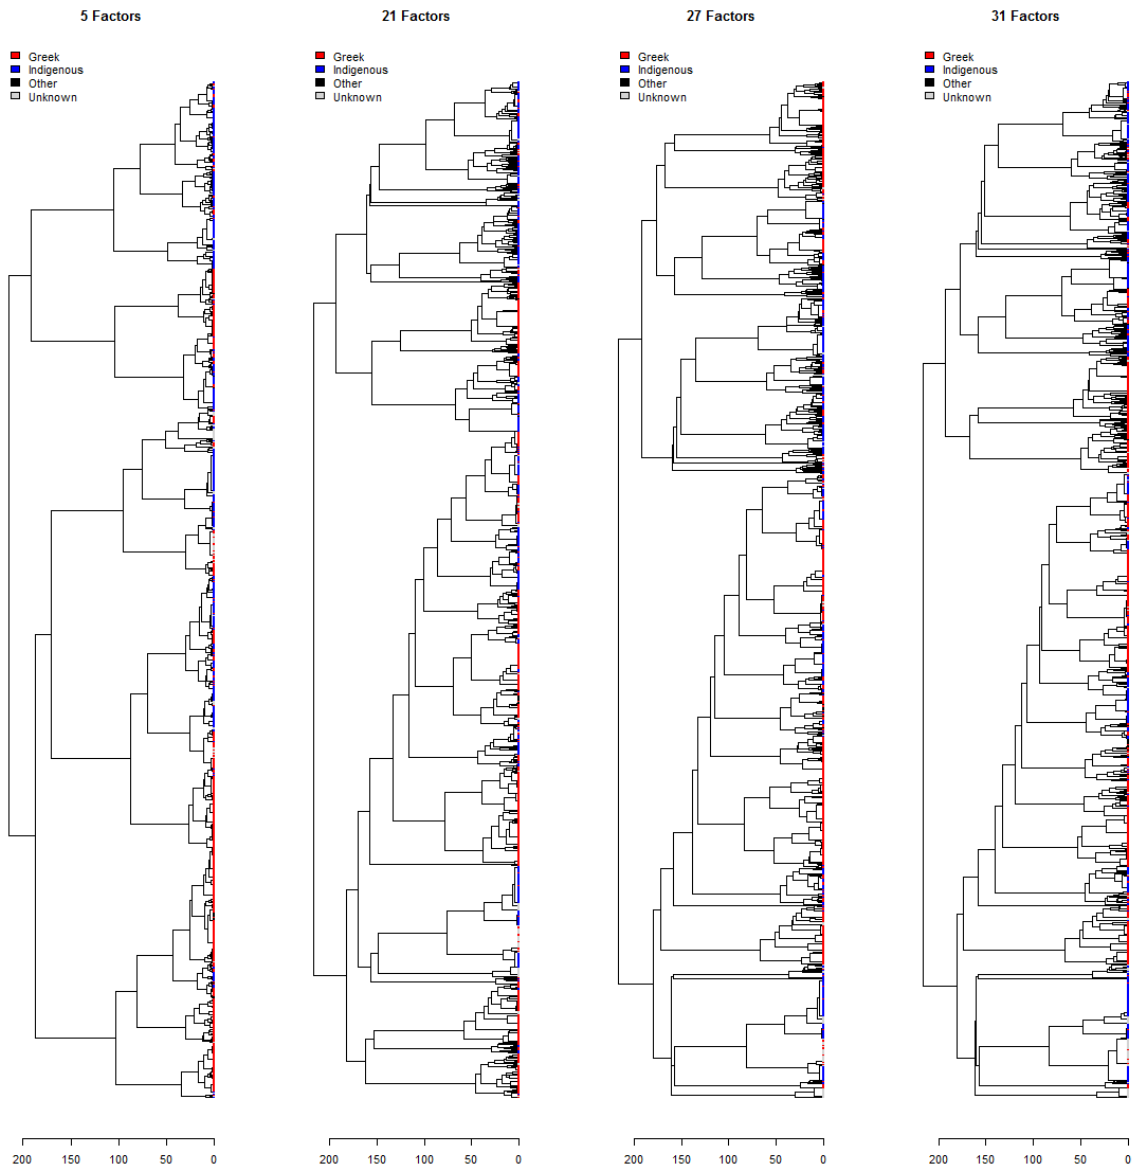 5 Factors
21 Factors
27 Factors
31 Factors
Greek
Indigenous
Other
Unknown
Greek
Indigenous
Other
Unknown
Greek
Indigenous
Other
Unknown
Greek
Indigenous
Other
Unknown
200 150 100 50 0
200 150 100 50 0
200 150 100 50 0
200 150 100 50 0